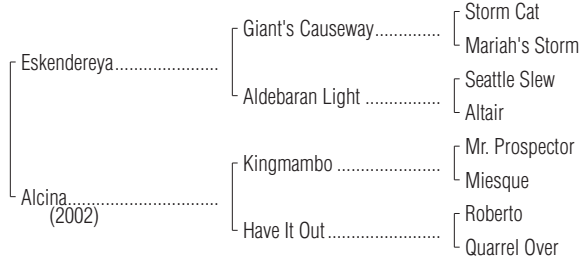 Storm Cat
Giant's Causeway..............
Mariah's Storm
Eskendereya......................
Seattle Slew
Aldebaran Light ................
Altair
Mr. Prospector
Kingmambo ......................
Miesque
Alcina................................
(2002)
Roberto
Have It Out........................
Quarrel Over